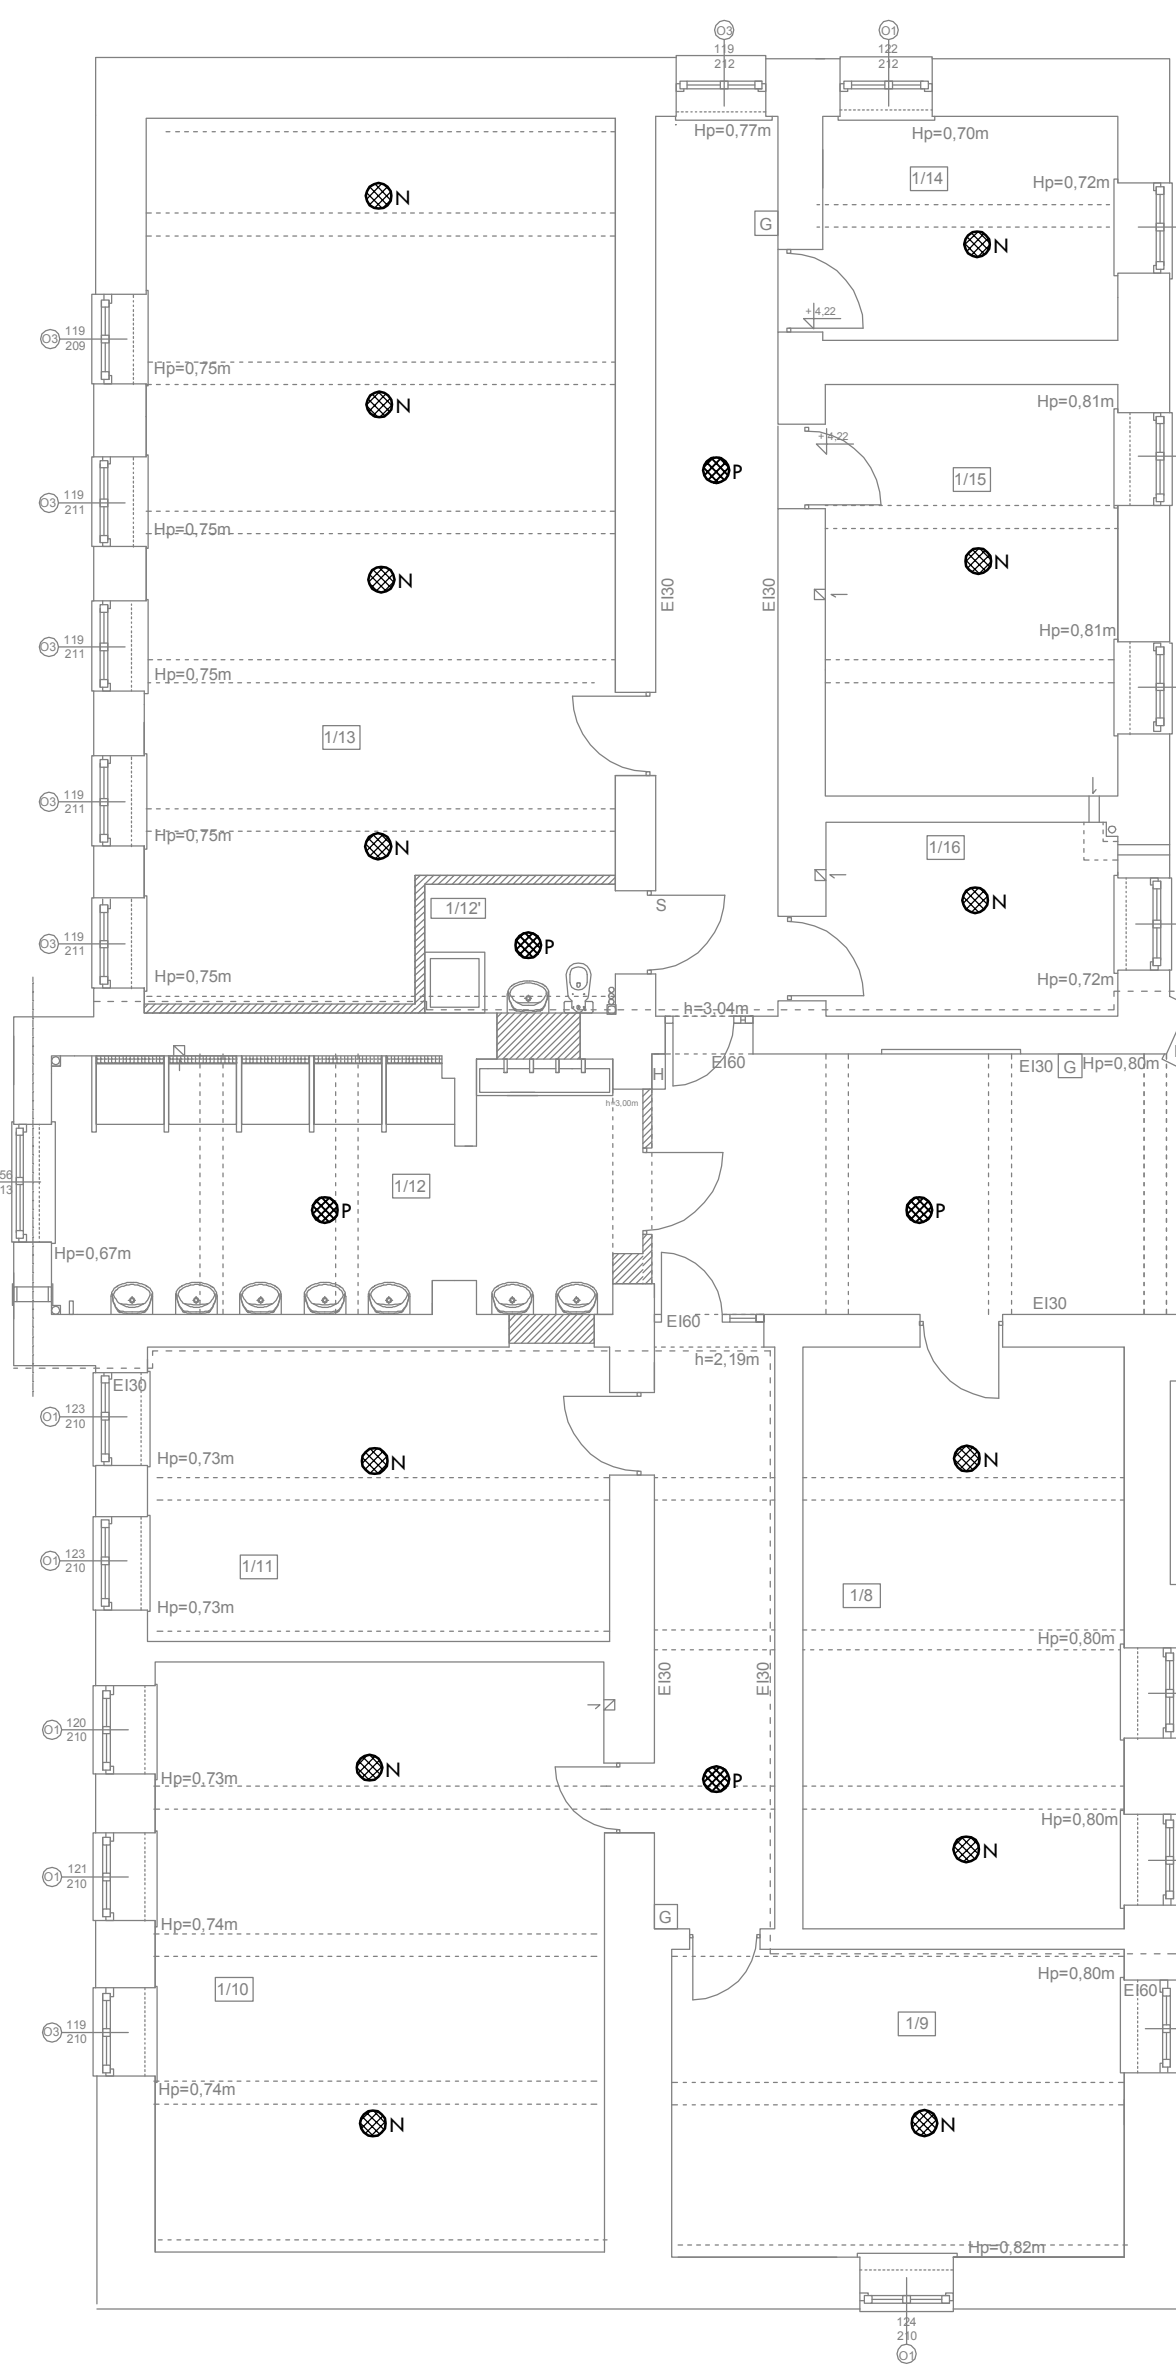 O3
119
212
O1
122
212
Hp=0,77m
Hp=0,70m
1/14
Hp=0,72m
N
G
N
+4,22
O3
119
209
Hp=0,75m
N
Hp=0,81m
+4,22
P
1/15
O3
119
211
Hp=0,75m
N
N
EI30
EI30
1
Hp=0,81m
O3
119
211
Hp=0,75m
1/13
O3
119
211
Hp=0,75m
N
1/16
1
N
1/12'
S
P
O3
119
211
Hp=0,75m
Hp=0,72m
h=3,04m
EI60
H
EI30
G
Hp=0,80m
h=3,00m
56
13
1/12
P
P
Hp=0,67m
EI30
EI60
h=2,19m
EI30
O1
123
210
Hp=0,73m
N
N
O1
123
210
1/11
Hp=0,73m
1/8
Hp=0,80m
EI30
EI30
1
O1
120
210
Hp=0,73m
N
P
Hp=0,80m
N
O1
121
210
Hp=0,74m
G
1/10
Hp=0,80m
EI60
O3
119
210
1/9
Hp=0,74m
N
N
Hp=0,82m
124
210
O1